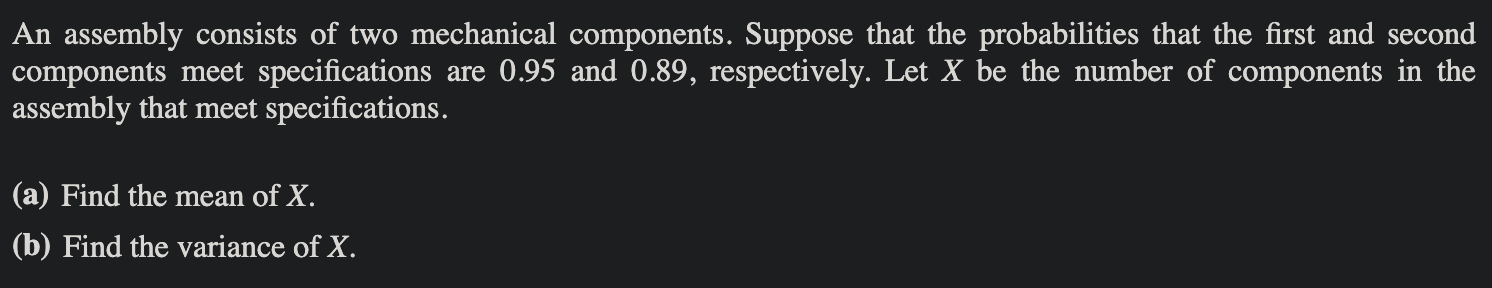 An assembly consists of two mechanical components. Suppose that the probabilities that the first and second
components meet specifications are 0.95 and 0.89, respectively. Let X be the number of components in the
assembly that meet specifications.
(a) Find the mean of X.
(b) Find the variance of X.